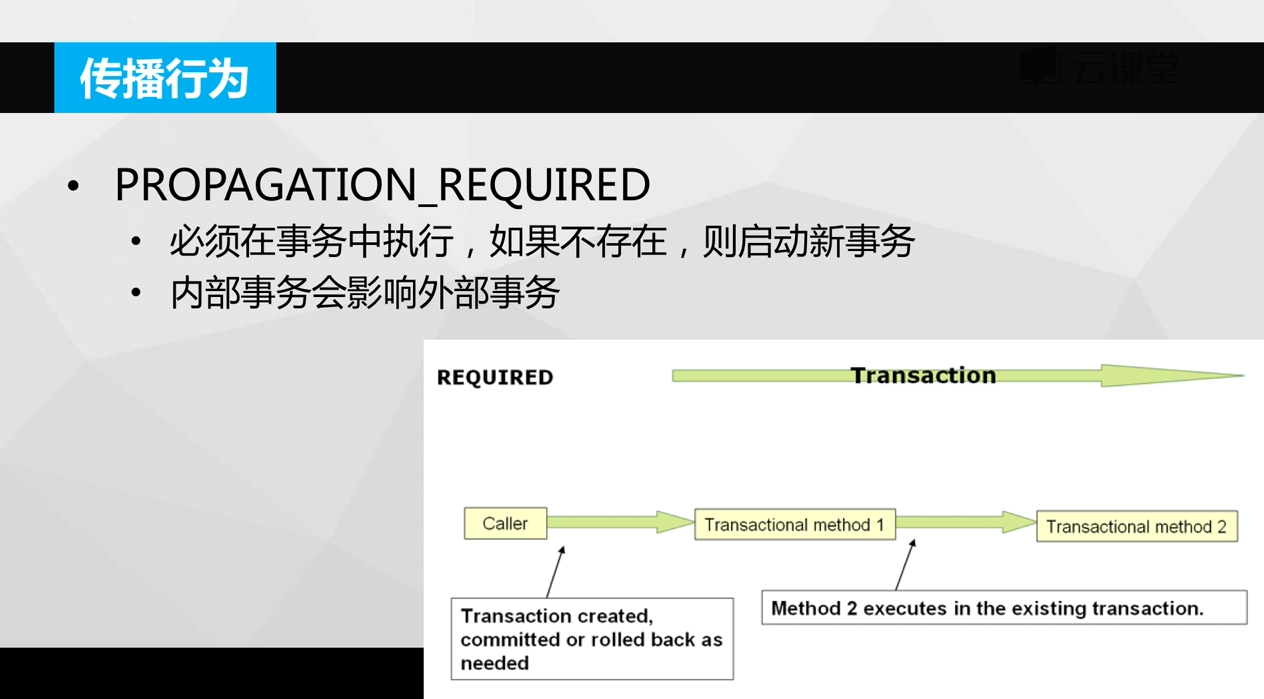 传播行为
云课堂
• PROPAGATION_REQUIRED
• 必须在事务中执行，如果不存在，则启动新事务
• 内部事务会影响外部事务
REQUIRED
Transaction
Caller
Transactional method 1
Transactional method 2
Transaction created,
committed or rolled back as
needed
Method 2 executes in the existing transaction.